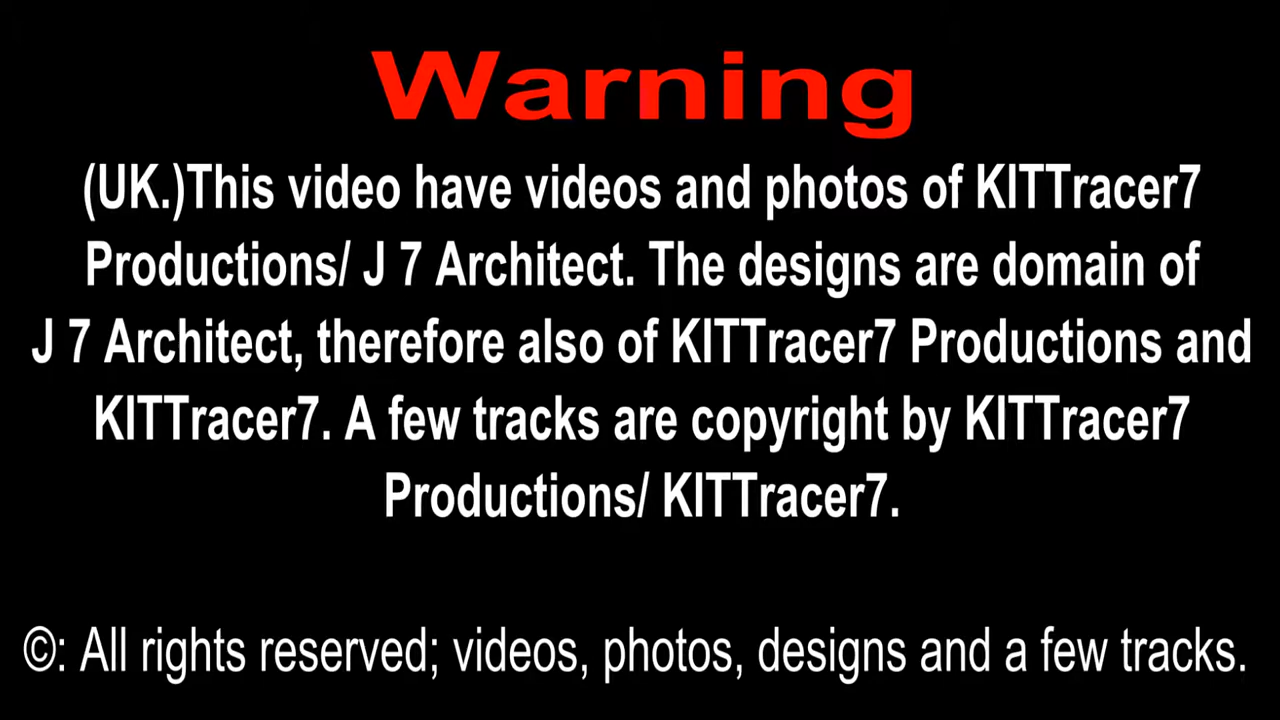 Warning
(UK.)This video have videos and photos of KITTracer7
Productions/ J 7 Architect. The designs are domain of
J 7 Architect, therefore also of KITTracer7 Productions and
KITTracer7. A few tracks are copyright by KITTracer7
Productions/ KITTracer7.
©: All rights reserved; videos, photos, designs and a few tracks.